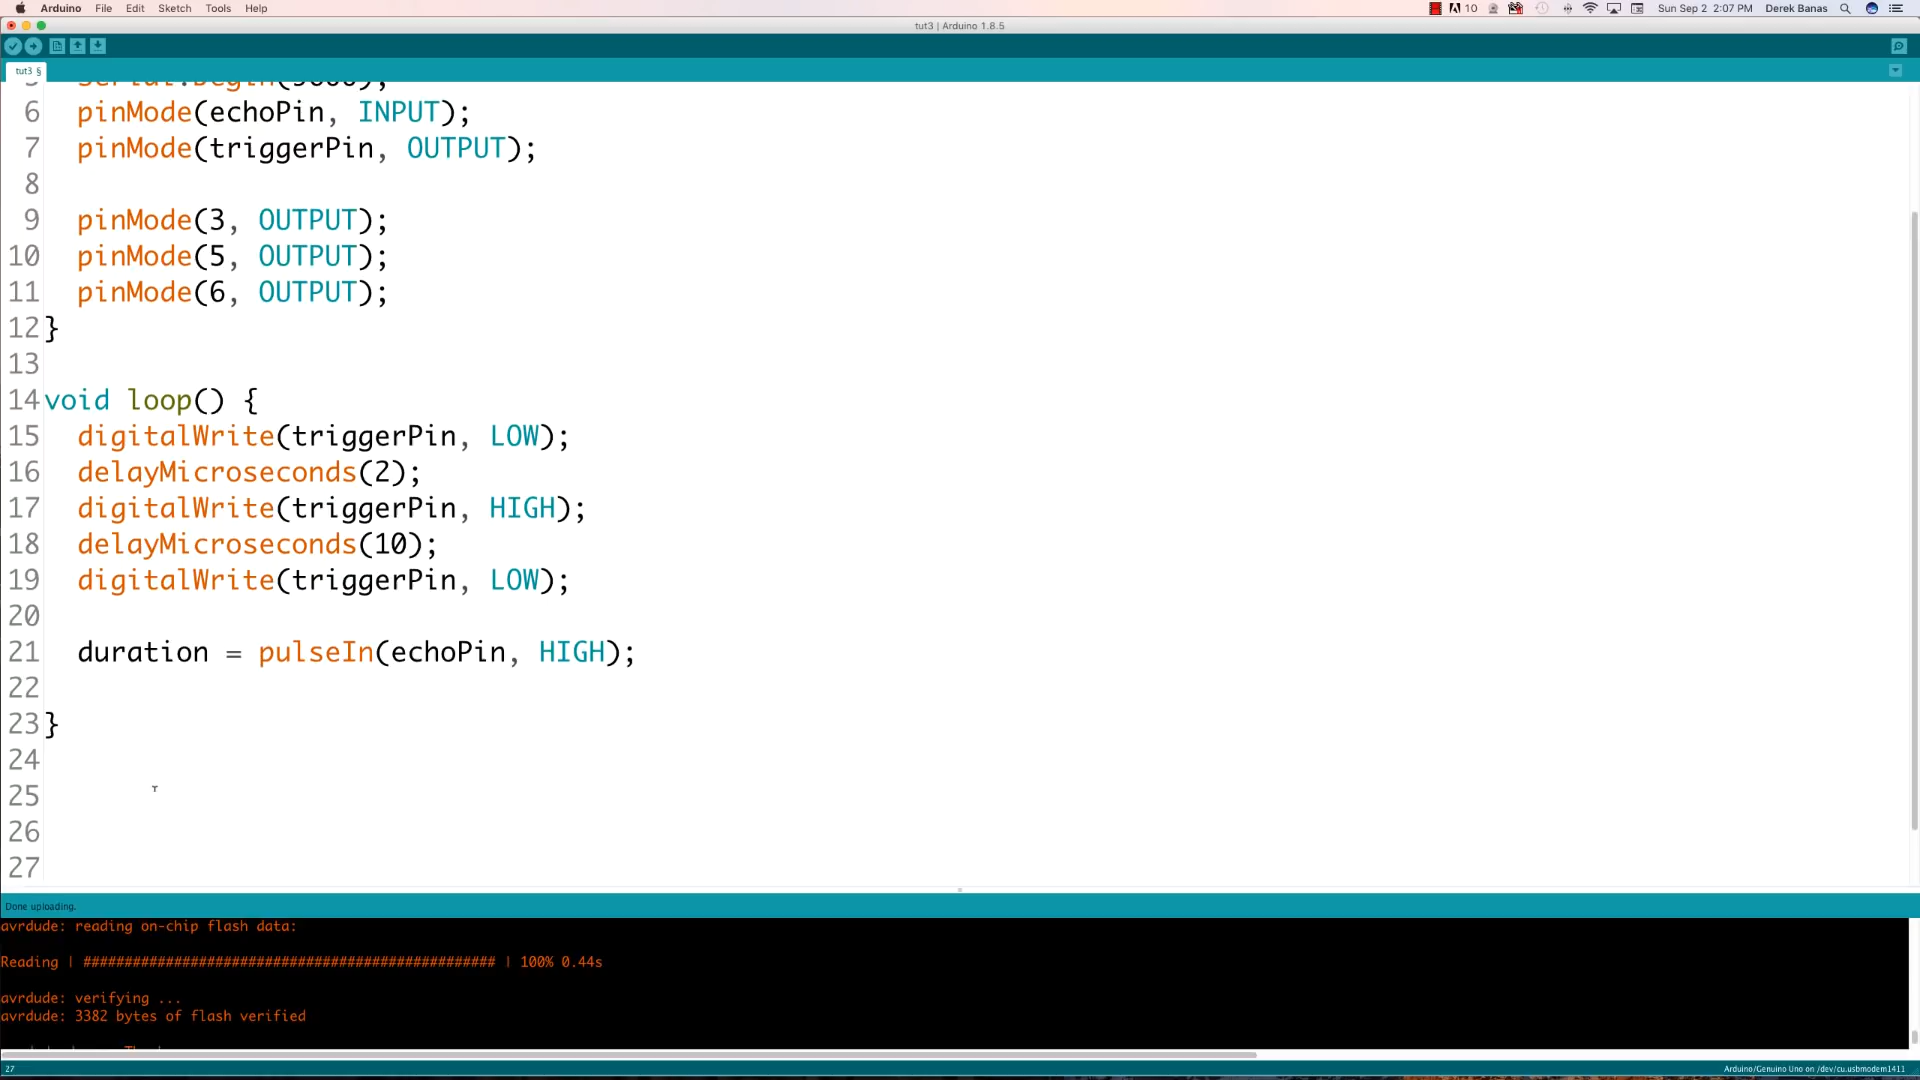 Arduino File Edit Sketch Tools Help 10 Sun Sep 2 2:07 PM Derek Banas
tut3 | Arduino 1.8.5
tut3 §
5 Serial.begin(9600);
6 pinMode(echoPin, INPUT);
7 pinMode(triggerPin, OUTPUT);
8
9 pinMode(3, OUTPUT);
10 pinMode(5, OUTPUT);
11 pinMode(6, OUTPUT);
12 }
13
14 void loop() {
15 digitalWrite(triggerPin, LOW);
16 delayMicroseconds(2);
17 digitalWrite(triggerPin, HIGH);
18 delayMicroseconds(10);
19 digitalWrite(triggerPin, LOW);
20
21 duration = pulseIn(echoPin, HIGH);
22
23 }
24
25
26
27
Done uploading.
avrdude: reading on-chip flash data:
Reading | ################################################## | 100% 0.44s
avrdude: verifying ...
avrdude: 3382 bytes of flash verified
27 Arduino/Genuino Uno on /dev/cu.usbmodem1411